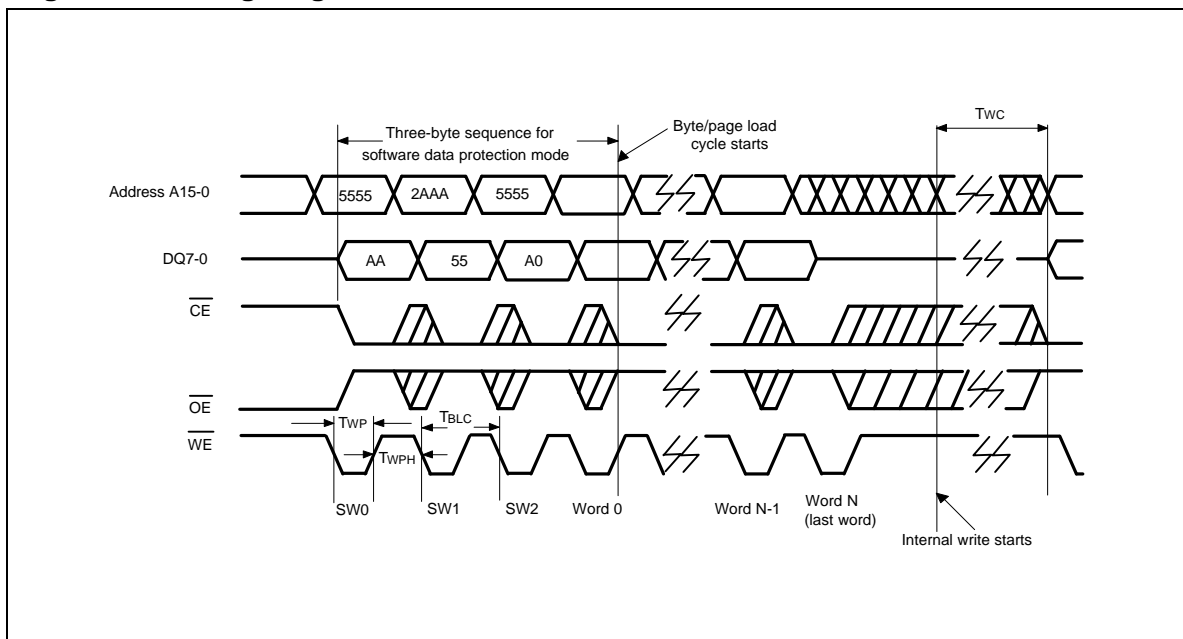 TWC
Three-byte sequence for
software data protection mode
Byte/page load
cycle starts
Address A15-0
5555
2AAA
5555
DQ7-0
AA
55
A0
CE
OE
TWP
TBLC
WE
TWPH
SW0
SW1
SW2
Word 0
Word N-1
Word N
(last word)
Internal write starts